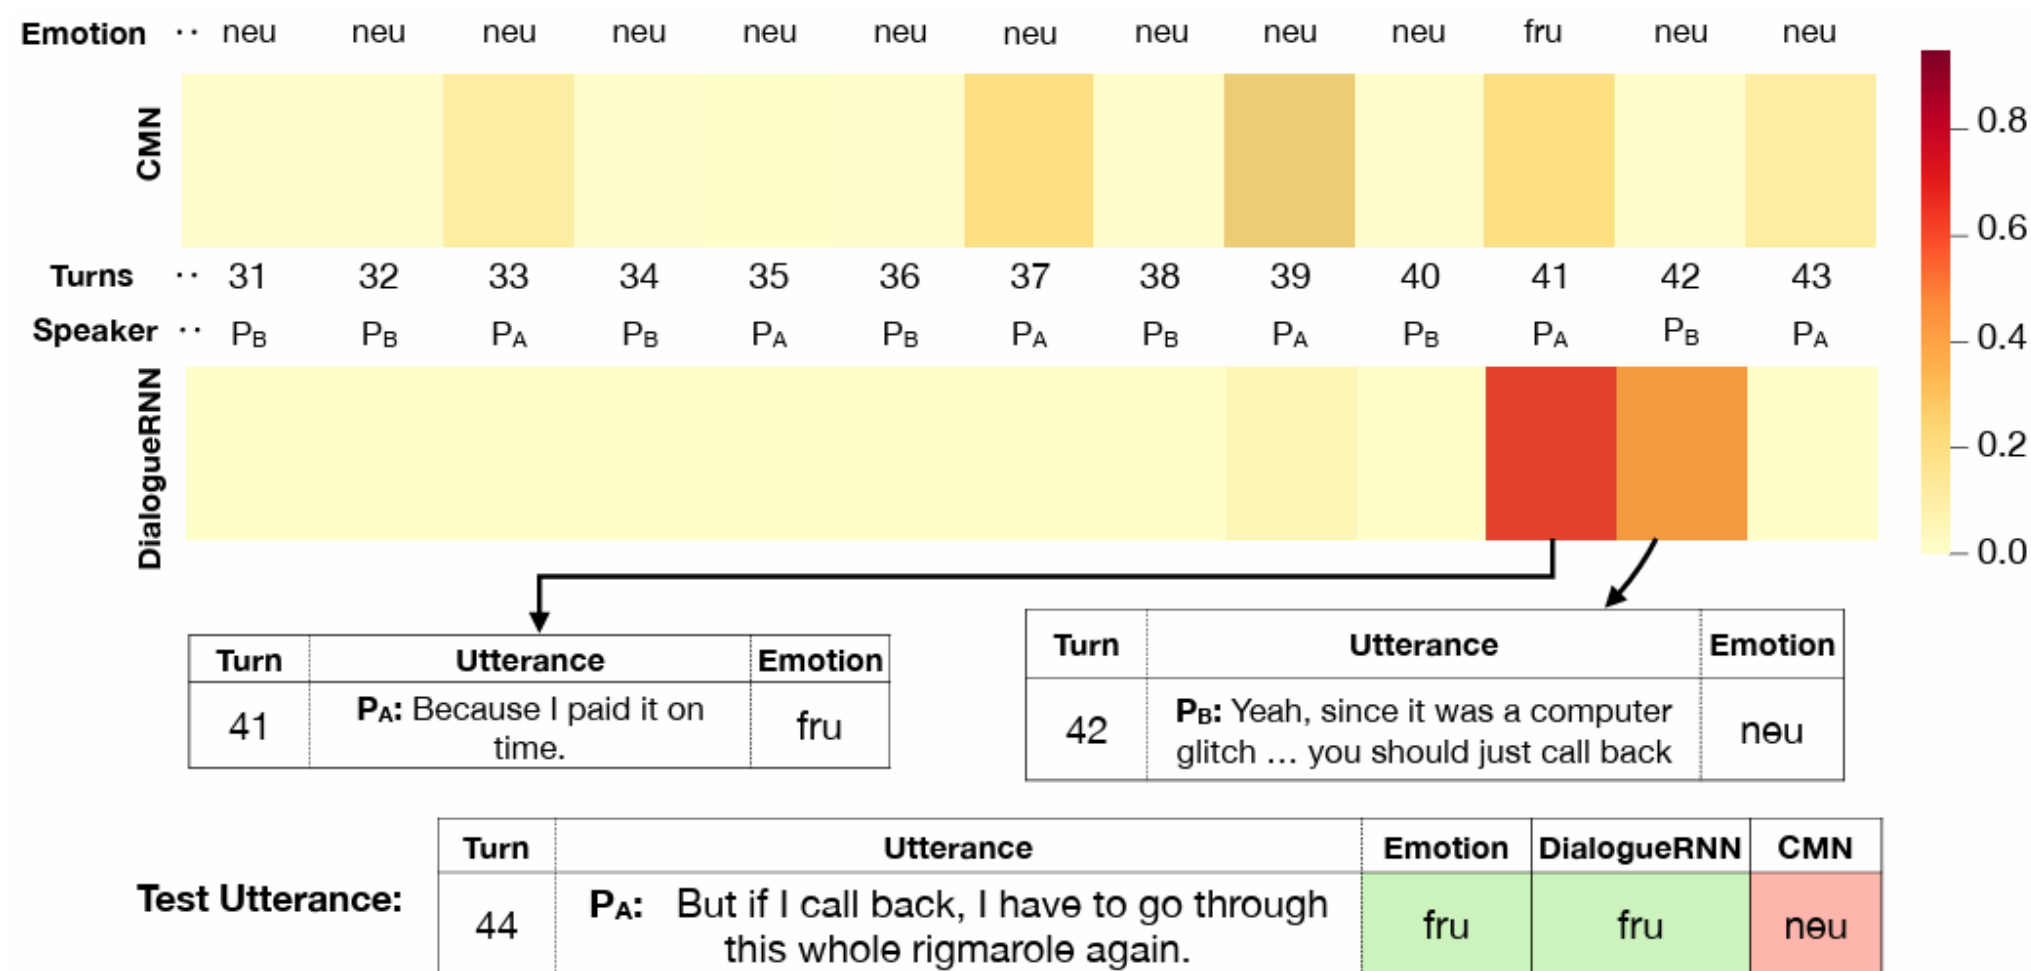 Emotion ·· neu neu neu neu neu neu neu neu neu neu fru neu neu
CMN
0.8
0.6
0.4
0.2
0.0
Turns ·· 31 32 33 34 35 36 37 38 39 40 41 42 43
Speaker ·· PB PB PA PB PA PB PA PB PA PB PA PB PA
DialogueRNN
Turn Utterance Emotion
41 PA: Because I paid it on
time. fru
Turn Utterance Emotion
42 PB: Yeah, since it was a computer
glitch ... you should just call back neu
Test Utterance:
Turn Utterance Emotion DialogueRNN CMN
44 PA: But if I call back, I have to go through
this whole rigmarole again. fru fru neu